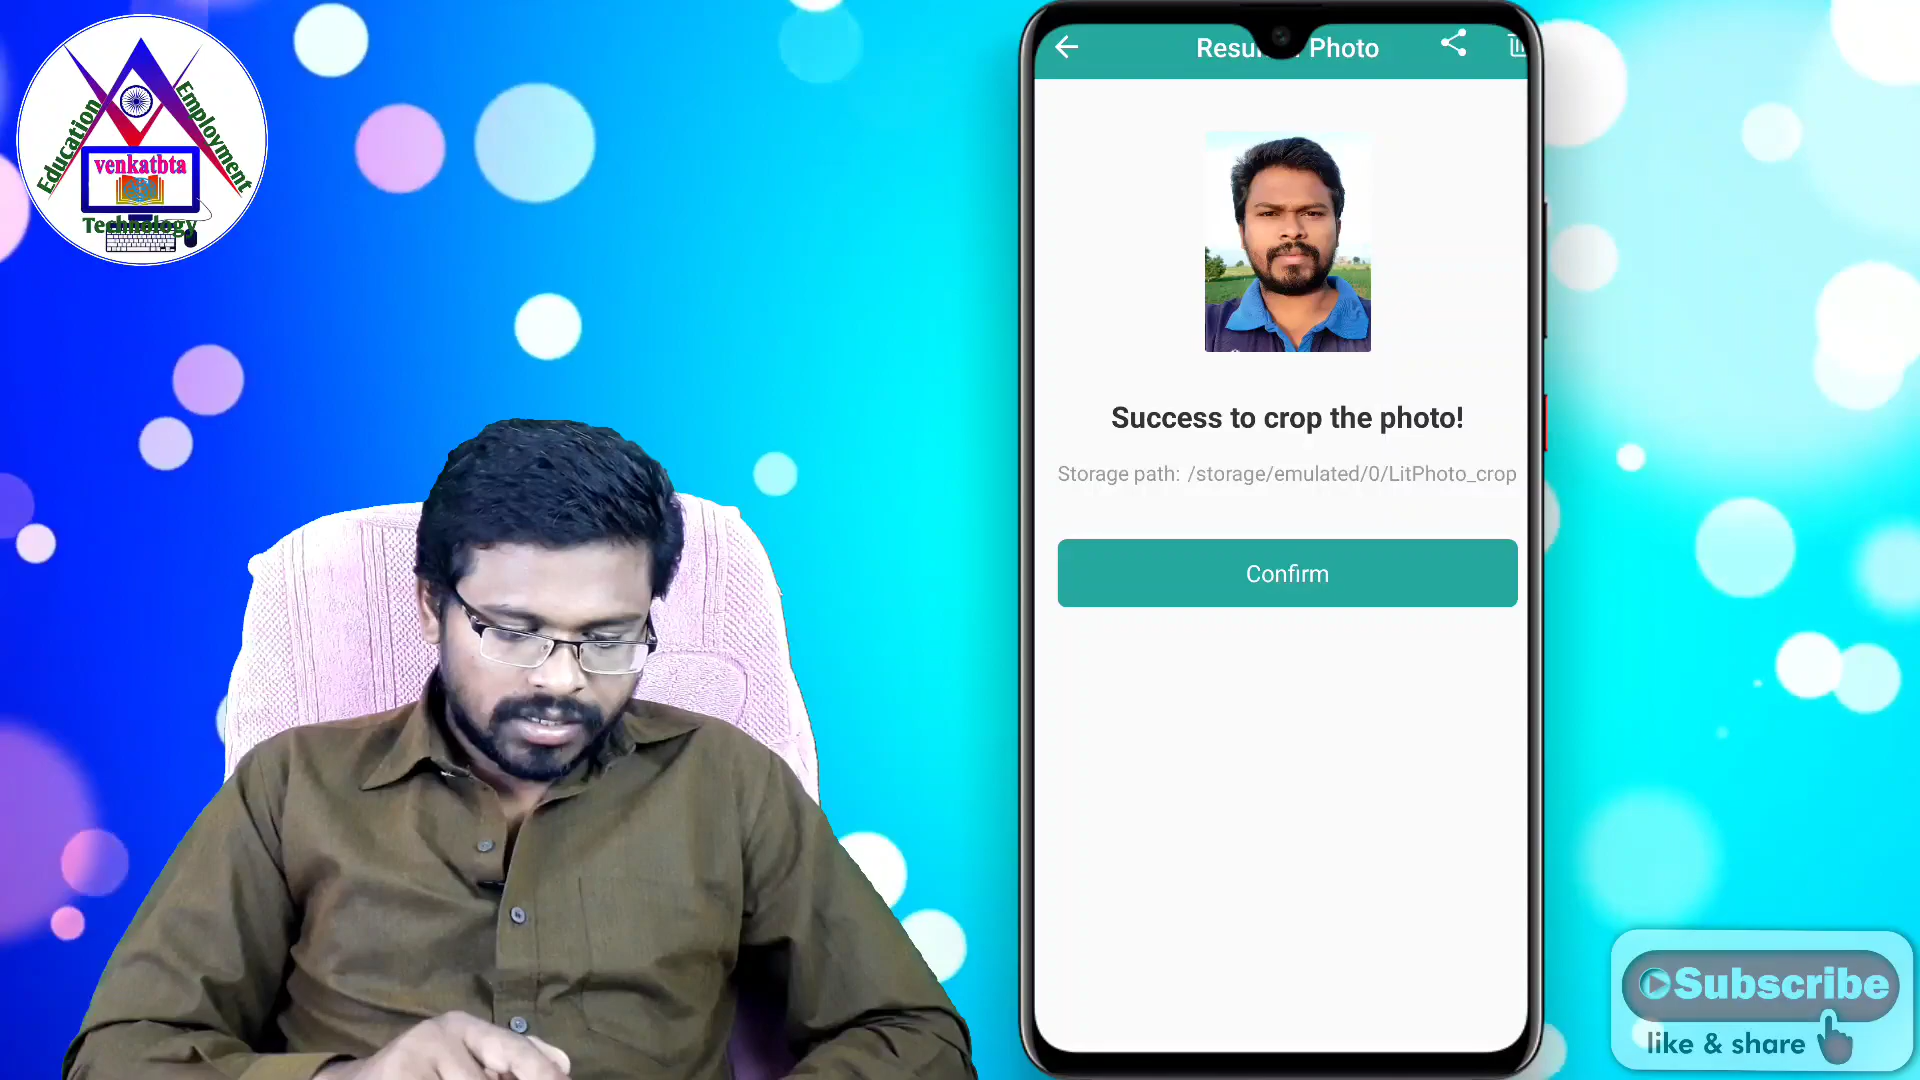 Education
Employment
venkatbta
Technology
Resu Photo
Success to crop the photo!
Storage path: /storage/emulated/0/LitPhoto_crop
Confirm
Subscribe
like & share